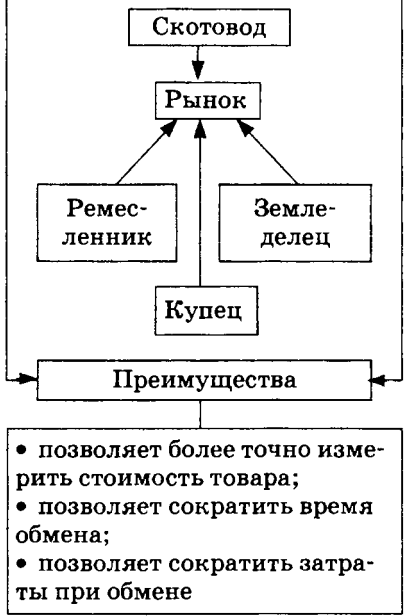 Скотовод
Рынок
Ремес-
ленник
Земле-
делец
Купец
Преимущества
• позволяет более точно изме-
рить стоимость товара;
• позволяет сократить время
обмена;
• позволяет сократить затра-
ты при обмене